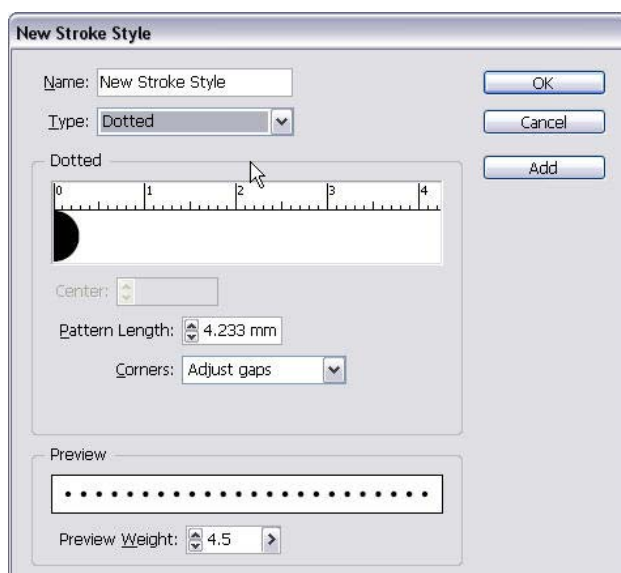 New Stroke Style
Name: New Stroke Style
OK
Type: Dotted
Cancel
Dotted
Add
0 1 2 3 4
Center:
Pattern Length: 4.233 mm
Corners: Adjust gaps
Preview
Preview Weight: 4.5